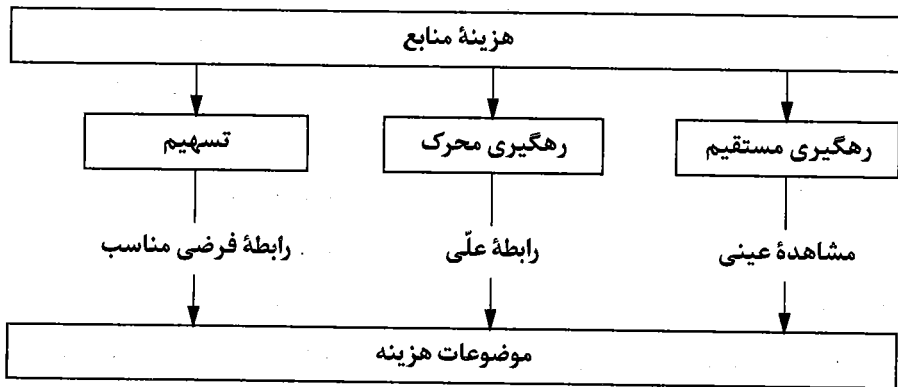 هزینهٔ منابع
رهگیری مستقیم
رهگیری محرک
تسهیم
مشاهدهٔ عینی
رابطهٔ علّی
رابطهٔ فرضی مناسب
موضوعات هزینه